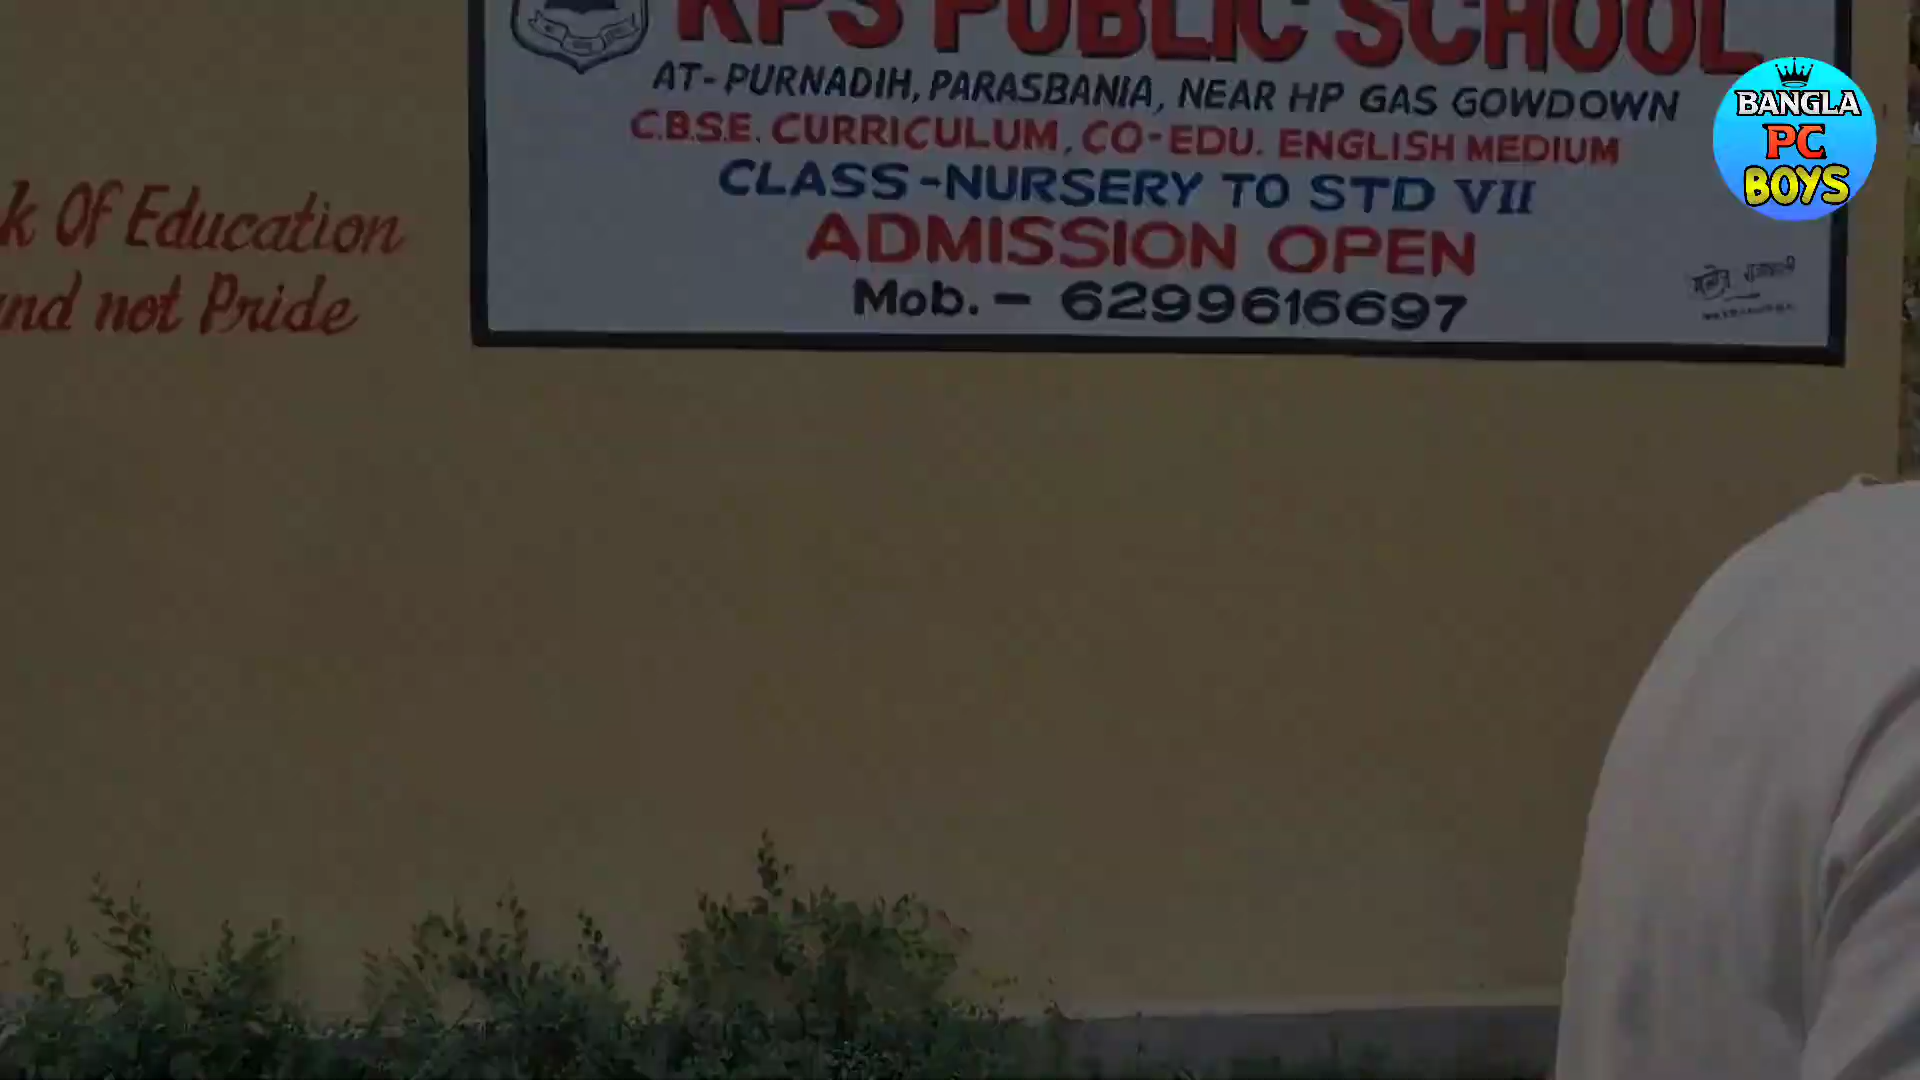 KPS PUBLIC SCHOOL
AT- PURNADIH, PARASBANIA, NEAR HP GAS GOWDOWN
C.B.S.E. CURRICULUM, CO-EDU. ENGLISH MEDIUM
CLASS-NURSERY TO STD VII
ADMISSION OPEN
Mob. - 6299616697
k Of Education
and not Pride
BANGLA
PC
BOYS